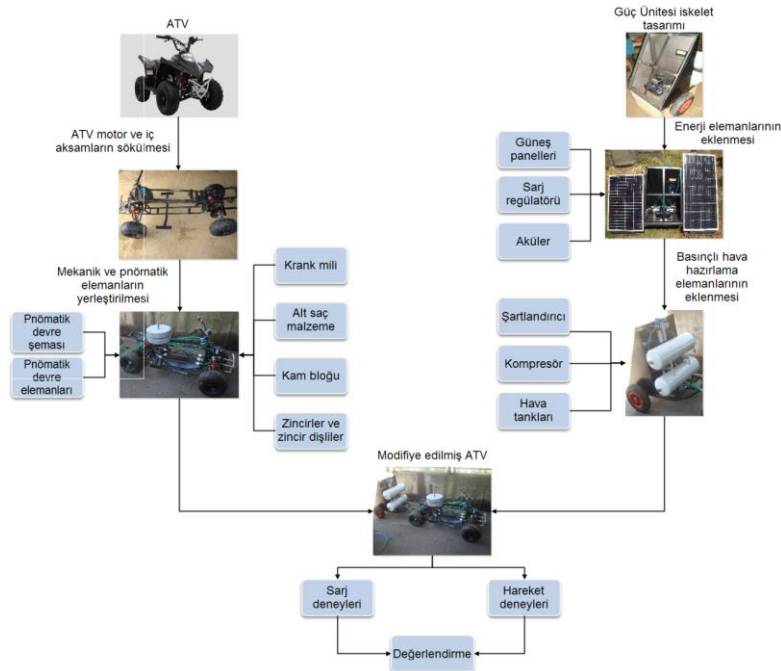 ATV
ATV motor ve iç
aksamların sökülmesi
Mekanik ve pnömatik
elemanların
yerleştirilmesi
Pnömatik
devre
şeması
Pnömatik
devre
elemanları
Krank mili
Alt saç
malzeme
Kam bloğu
Zincirler ve
zincir dişliler
Güç Ünitesi iskelet
tasarımı
Enerji elemanlarının
eklenmesi
Güneş
panelleri
Sarj
regülatörü
Aküler
Basınçlı hava
hazırlama
elemanlarının
eklenmesi
Şartlandırıcı
Kompresör
Hava
tankları
Modifiye edilmiş ATV
Sarj
deneyleri
Hareket
deneyleri
Değerlendirme